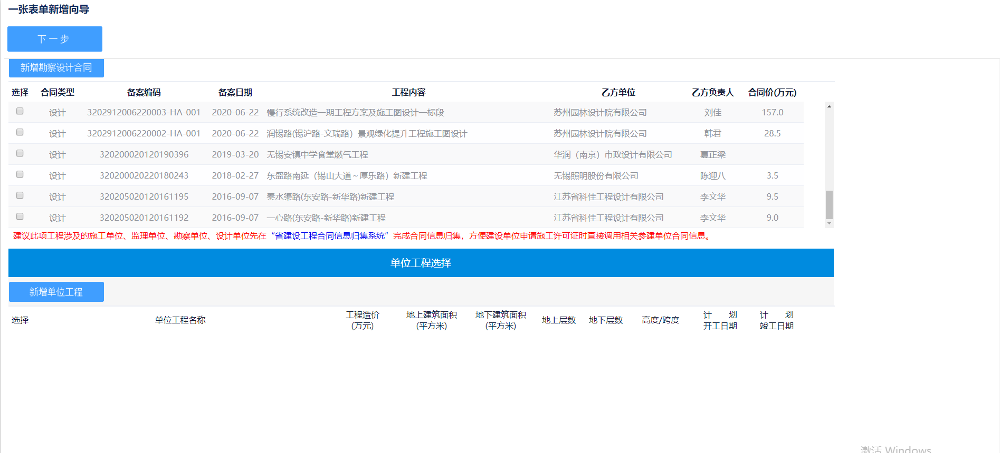 一张表单新增向导
下 一 步
新增勘察设计合同
选择 合同类型 备案编码 备案日期 工程内容 乙方单位 乙方负责人 合同价(万元)
设计 3202912006220003-HA-001 2020-06-22 慢行系统改造一期工程方案及施工图设计一标段 苏州园林设计院有限公司 刘佳 157.0
设计 3202912006220002-HA-001 2020-06-22 润锡路(锡沪路-文瑞路）景观绿化提升工程施工图设计 苏州园林设计院有限公司 韩君 28.5
设计 320200020120190396 2019-03-20 无锡安镇中学食堂燃气工程 华润（南京）市政设计有限公司 夏正梁
设计 320200020220180243 2018-02-27 东盛路南延（锡山大道～厚乐路）新建工程 无锡照明股份有限公司 陈迎八 3.5
设计 320205020120161195 2016-09-07 秦水渠路(东安路-新华路)新建工程 江苏省科佳工程设计有限公司 李文华 9.5
设计 320205020120161192 2016-09-07 一心路(东安路-新华路)新建工程 江苏省科佳工程设计有限公司 李文华 9.0
建议此项工程涉及的施工单位、监理单位、勘察单位、设计单位先在“省建设工程合同信息归集系统”完成合同信息归集，方便建设单位申请施工许可证时直接调用相关参建单位合同信息。
单位工程选择
新增单位工程
选择 单位工程名称 工程造价 地上建筑面积 地下建筑面积 地上层数 地下层数 高度/跨度 计 划 计 划
(万元) (平方米) (平方米) 开工日期 竣工日期
激活 Windows